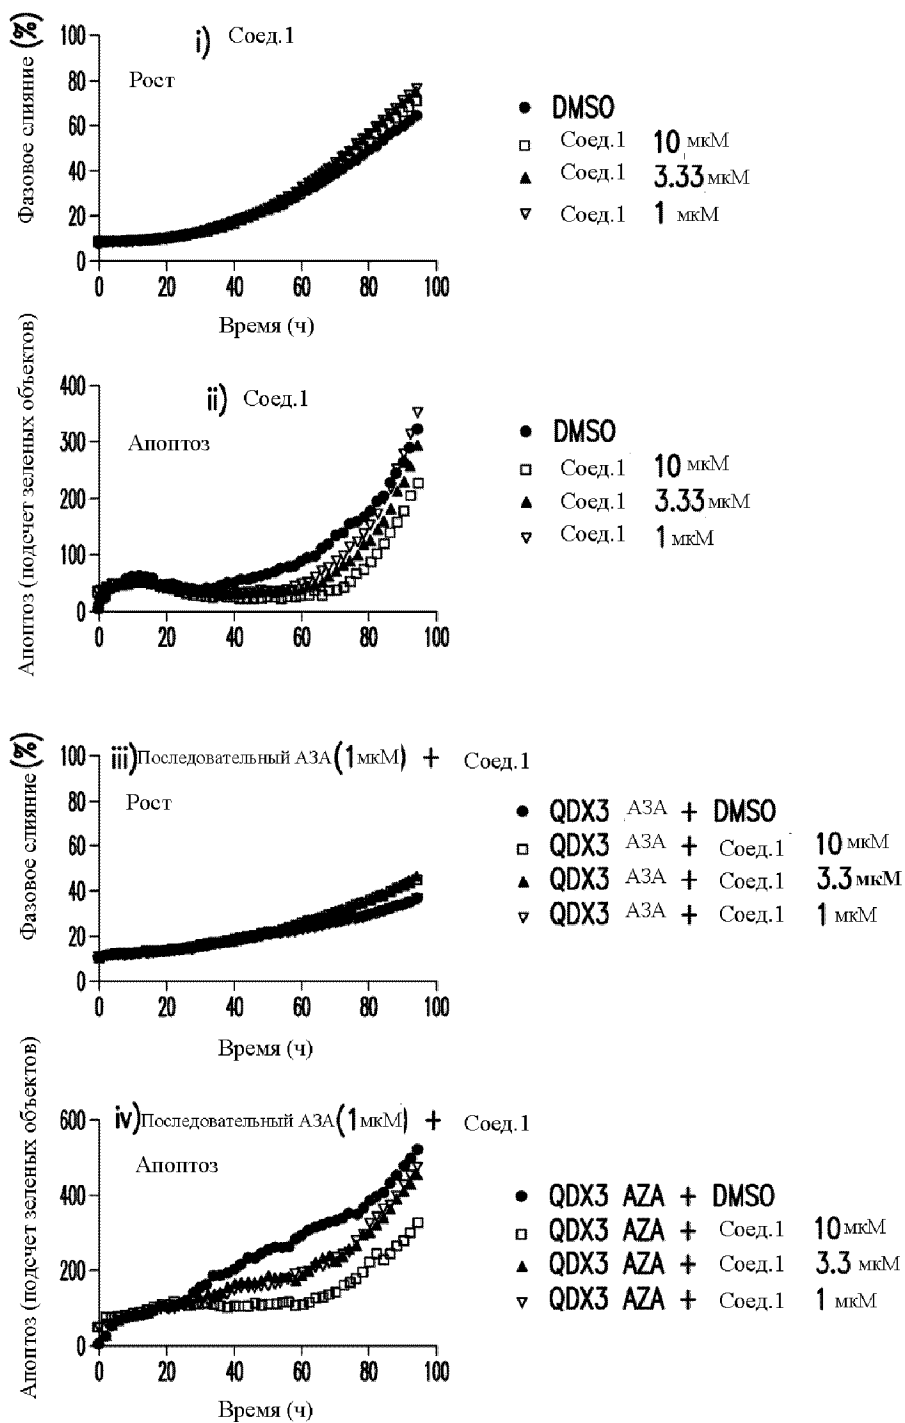 i) Соед.1
Рост
Фазовое слияние (%)
100
80
60
40
20
0
0 20 40 60 80 100
Время (ч)
DMSO
Соед.1 10 мкМ
Соед.1 3.33 мкМ
Соед.1 1 мкМ
ii) Соед.1
Апоптоз
Апоптоз (подсчет зеленых объектов)
400
300
200
100
0
0 20 40 60 80 100
DMSO
Соед.1 10 мкМ
Соед.1 3.33 мкМ
Соед.1 1 мкМ
iii) Последовательный АЗА (1 мкМ) + Соед.1
Рост
Фазовое слияние (%)
100
80
60
40
20
0
0 20 40 60 80 100
Время (ч)
QDX3 АЗА + DMSO
QDX3 АЗА + Соед.1 10 мкМ
QDX3 АЗА + Соед.1 3.3 мкМ
QDX3 АЗА + Соед.1 1 мкМ
iv) Последовательный АЗА (1 мкМ) + Соед.1
Апоптоз
Апоптоз (подсчет зеленых объектов)
600
400
200
0
0 20 40 60 80 100
Время (ч)
QDX3 AZA + DMSO
QDX3 AZA + Соед.1 10 мкМ
QDX3 AZA + Соед.1 3.3 мкМ
QDX3 AZA + Соед.1 1 мкМ